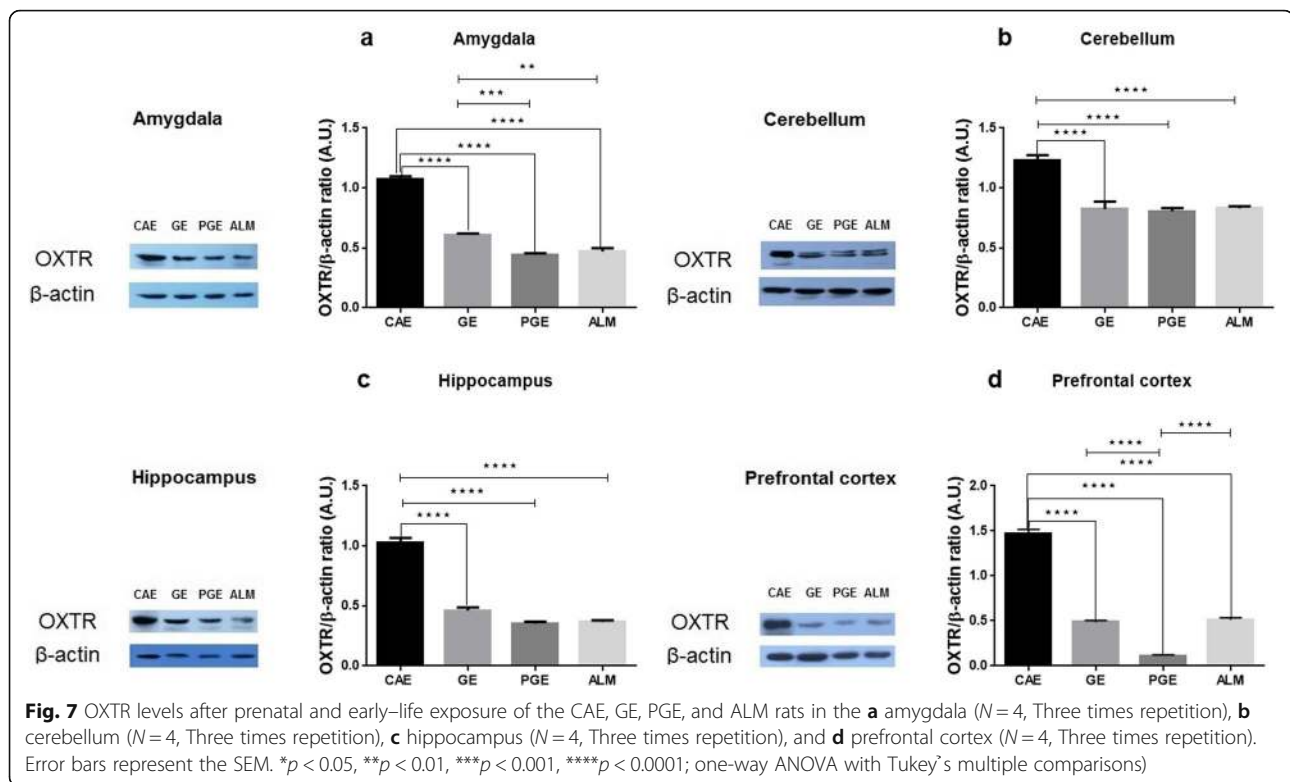 a Amygdala
** 
***
****
****
****
Amygdala
CAE GE PGE ALM
OXTR
β-actin
OXTR/β-actin ratio (A.U.)
1.5
1.0
0.5
0.0
CAE GE PGE ALM
b Cerebellum
****
****
****
Cerebellum
CAE GE PGE ALM
OXTR
β-actin
OXTR/β-actin ratio (A.U.)
1.5
1.0
0.5
0.0
CAE GE PGE ALM
c Hippocampus
****
****
****
Hippocampus
CAE GE PGE ALM
OXTR
β-actin
OXTR/β-actin ratio (A.U.)
1.5
1.0
0.5
0.0
CAE GE PGE ALM
d Prefrontal cortex
****
****
****
****
****
Prefrontal cortex
CAE GE PGE ALM
OXTR
β-actin
OXTR/β-actin ratio (A.U.)
2.0
1.5
1.0
0.5
0.0
CAE GE PGE ALM
Fig. 7 OXTR levels after prenatal and early–life exposure of the CAE, GE, PGE, and ALM rats in the a amygdala (N = 4, Three times repetition), b
cerebellum (N = 4, Three times repetition), c hippocampus (N = 4, Three times repetition), and d prefrontal cortex (N = 4, Three times repetition).
Error bars represent the SEM. *p < 0.05, **p < 0.01, ***p < 0.001, ****p < 0.0001; one-way ANOVA with Tukey`s multiple comparisons)